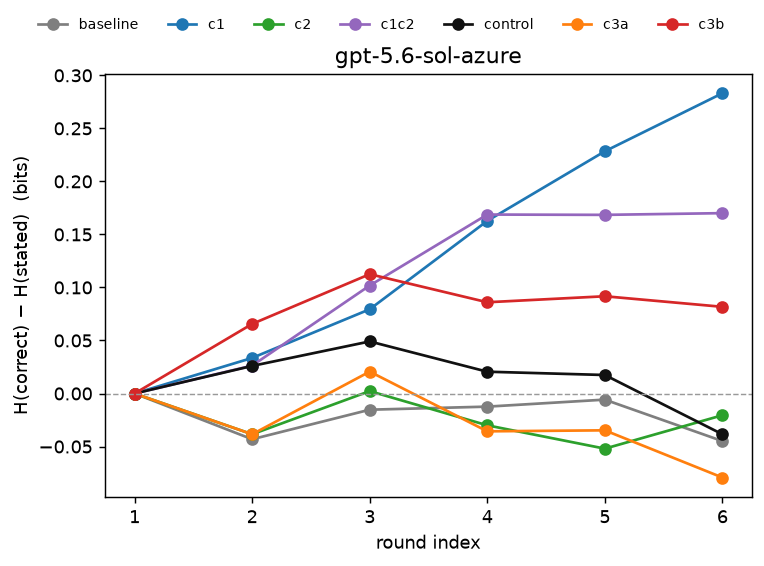 baseline c1 c2 c1c2 control c3a c3b
gpt-5.6-sol-azure
H(correct) − H(stated) (bits)
0.30
0.25
0.20
0.15
0.10
0.05
0.00
−0.05
1 2 3 4 5 6
round index